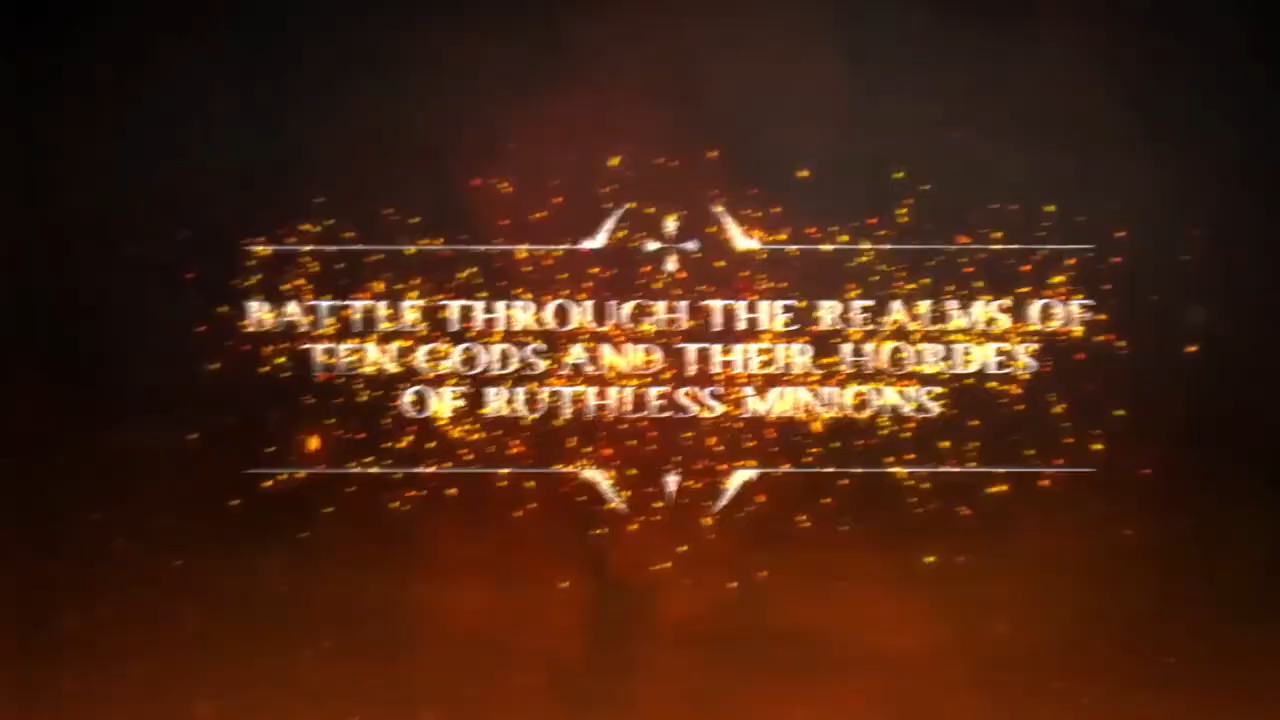 BATTLE THROUGH THE REALMS OF
TEN GODS AND THEIR HORDES
OF RUTHLESS MINIONS